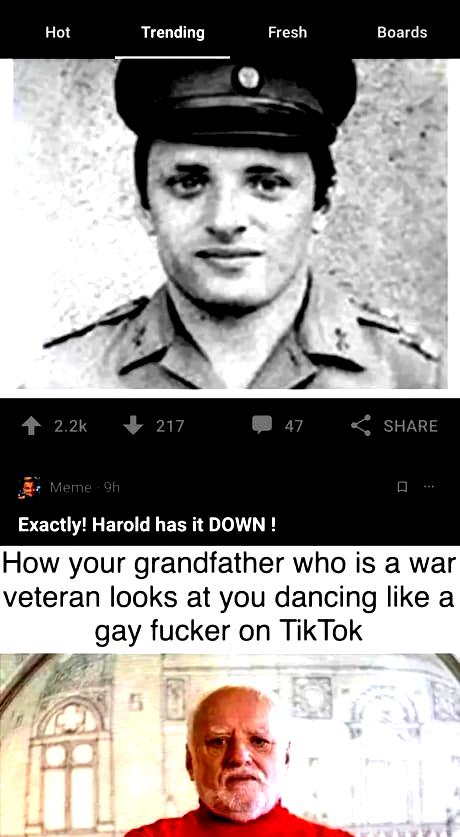 Hot Trending Fresh Boards
2.2k 217 47 SHARE
Meme · 9h
Exactly! Harold has it DOWN !
How your grandfather who is a war
veteran looks at you dancing like a
gay fucker on TikTok